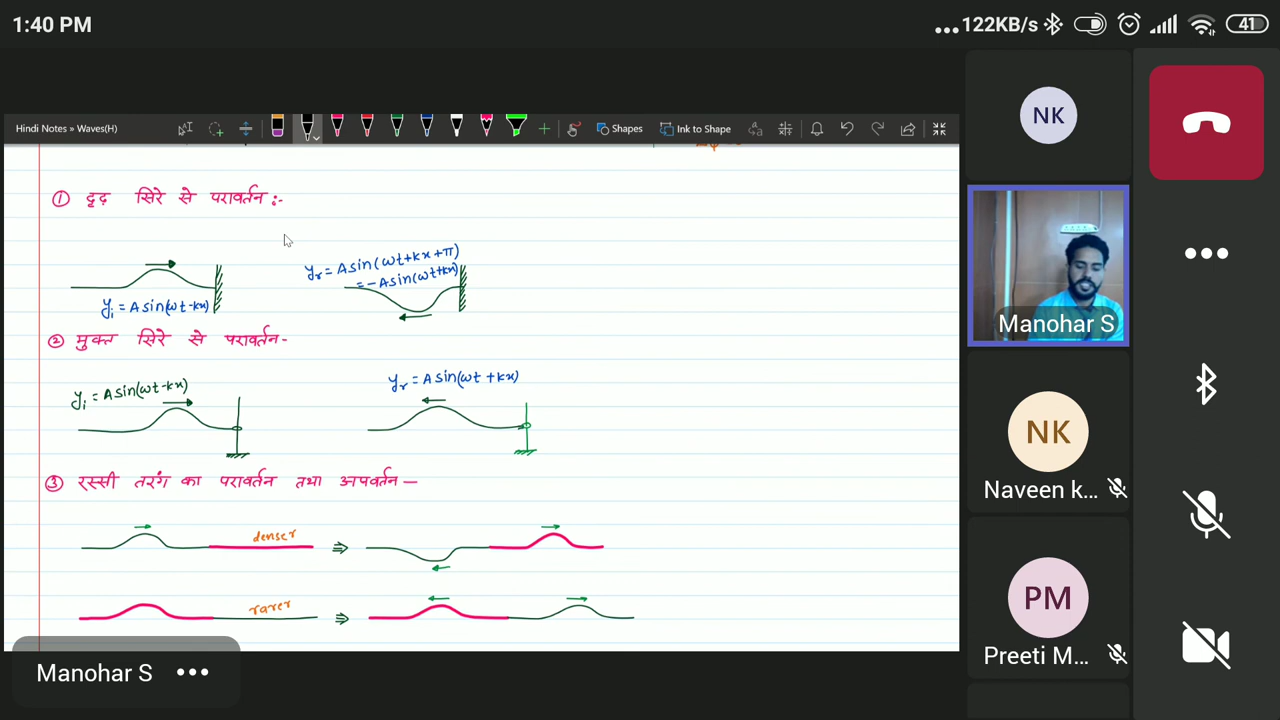 1:40 PM
122KB/s
41
Hindi Notes » Waves(H)
Shapes
Ink to Shape
① दृढ़ सिरे से परावर्तन :-
yᵢ = A sin(ωt-kx)
yᵣ = A sin(ωt+kx+π)
= -A sin(ωt+kx)
② मुक्त सिरे से परावर्तन-
yᵢ = A sin(ωt-kx)
yᵣ = A sin(ωt+kx)
③ रस्सी तरंग का परावर्तन तथा अपवर्तन —
denser
⇒
rarer
⇒
Manohar S
NK
Manohar S
NK
Naveen k...
PM
Preeti M...